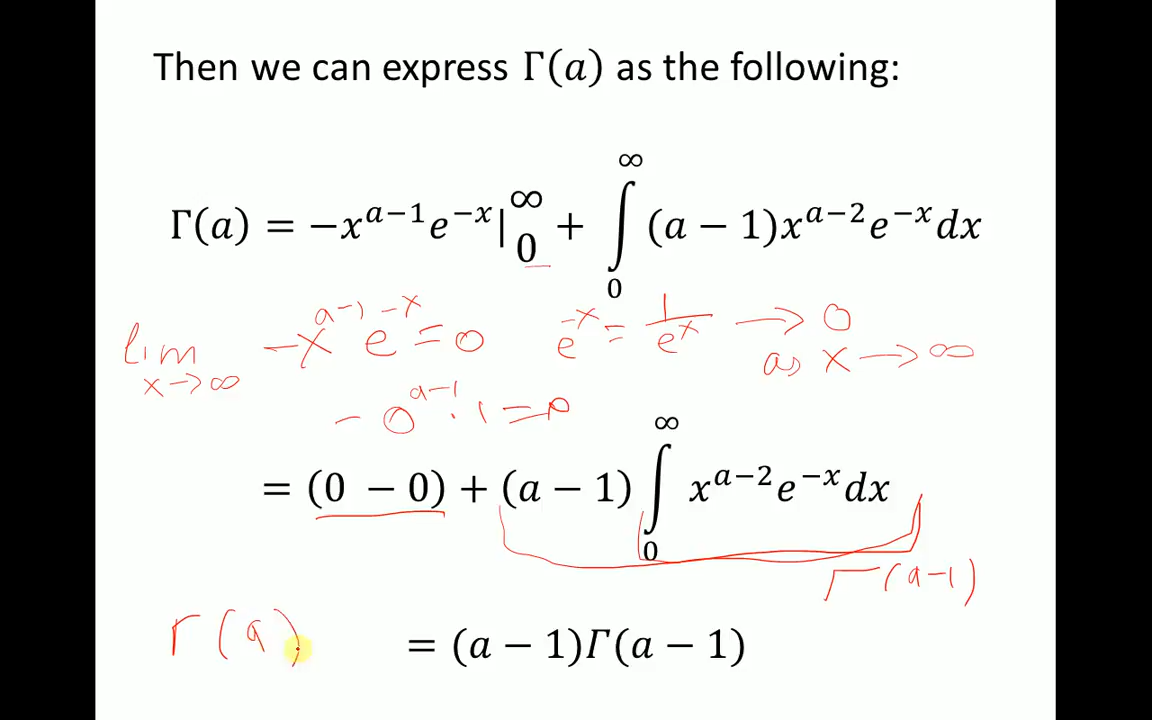 Then we can express Γ(a) as the following:
Γ(a) = −x^{a−1}e^{−x}|_0^∞ + ∫_0^∞ (a − 1)x^{a−2}e^{−x}dx
lim_{x→∞} −x^{a−1} e^{−x} = 0    e^{−x} = 1/e^x → 0
as x → ∞
− 0^{a−1} · 1 = 0
= (0 − 0) + (a − 1) ∫_0^∞ x^{a−2}e^{−x}dx
Γ(a−1)
Γ(a) = (a − 1)Γ(a − 1)